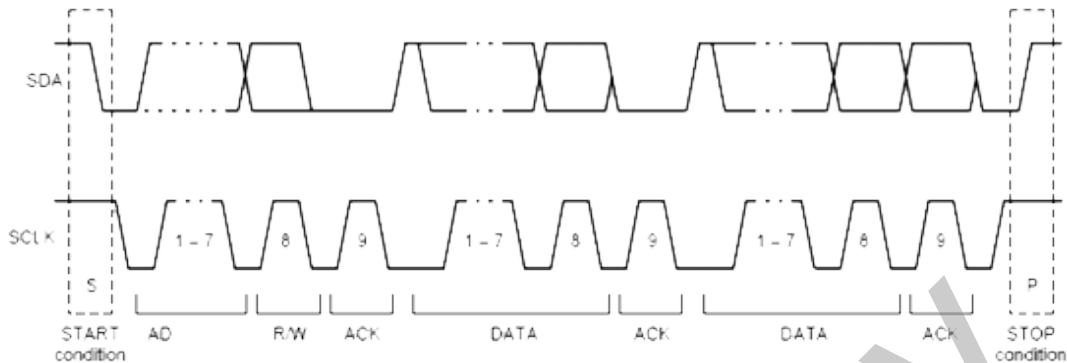 SDA
SCLK
1 – 7 8 9 1 – 7 8 9 1 – 7 8 9
S P
START condition AD R/W ACK DATA ACK DATA ACK STOP condition